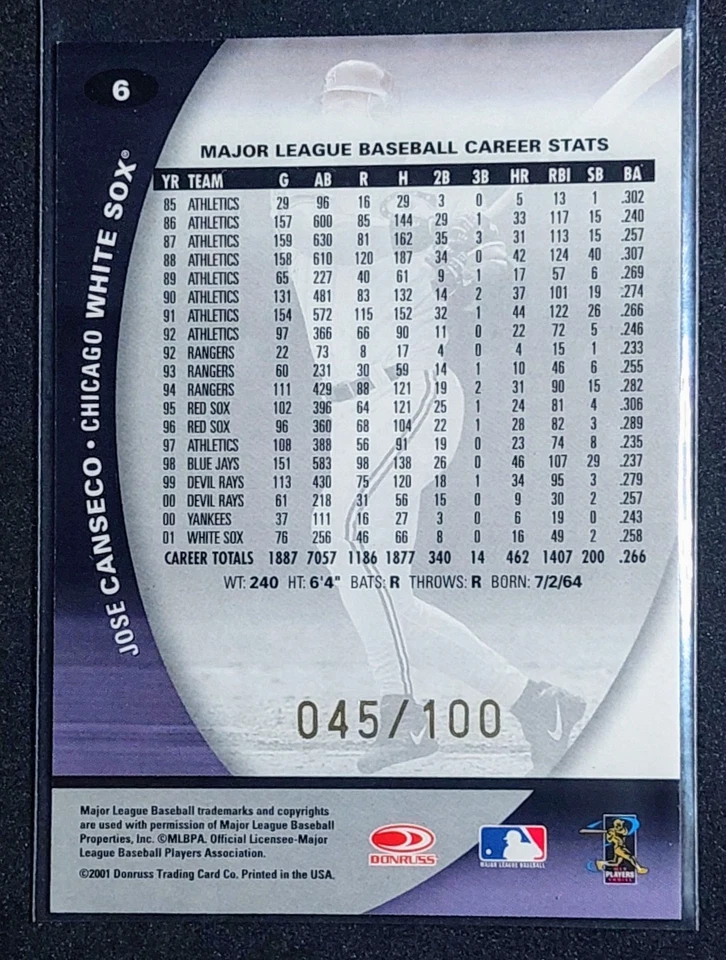 6
JOSE CANSECO • CHICAGO WHITE SOX®
MAJOR LEAGUE BASEBALL CAREER STATS
YR TEAM G AB R H 2B 3B HR RBI SB BA
85 ATHLETICS 29 96 16 29 3 0 5 13 1 .302
86 ATHLETICS 157 600 85 144 29 1 33 117 15 .240
87 ATHLETICS 159 630 81 162 35 3 31 113 15 .257
88 ATHLETICS 158 610 120 187 34 0 42 124 40 .307
89 ATHLETICS 65 227 40 61 9 1 17 57 6 .269
90 ATHLETICS 131 481 83 132 14 2 37 101 19 .274
91 ATHLETICS 154 572 115 152 32 1 44 122 26 .266
92 ATHLETICS 97 366 66 90 11 0 22 72 5 .246
92 RANGERS 22 73 8 17 4 0 4 15 1 .233
93 RANGERS 60 231 30 59 14 1 10 46 6 .255
94 RANGERS 111 429 88 121 19 2 31 90 15 .282
95 RED SOX 102 396 64 121 25 1 24 81 4 .306
96 RED SOX 96 360 68 104 22 1 28 82 3 .289
97 ATHLETICS 108 388 56 91 19 0 23 74 8 .235
98 BLUE JAYS 151 583 98 138 26 0 46 107 29 .237
99 DEVIL RAYS 113 430 75 120 18 1 34 95 3 .279
00 DEVIL RAYS 61 218 31 56 15 0 9 30 2 .257
00 YANKEES 37 111 16 27 3 0 6 19 0 .243
01 WHITE SOX 76 256 46 66 8 0 16 49 2 .258
CAREER TOTALS 1887 7057 1186 1877 340 14 462 1407 200 .266
WT: 240 HT: 6'4" BATS: R THROWS: R BORN: 7/2/64
045/100
Major League Baseball trademarks and copyrights
are used with permission of Major League Baseball
Properties, Inc. ©MLBPA. Official Licensee-Major
League Baseball Players Association.
©2001 Donruss Trading Card Co. Printed in the USA.
DONRUSS
MAJOR LEAGUE BASEBALL
PLAYERS
CHOICE